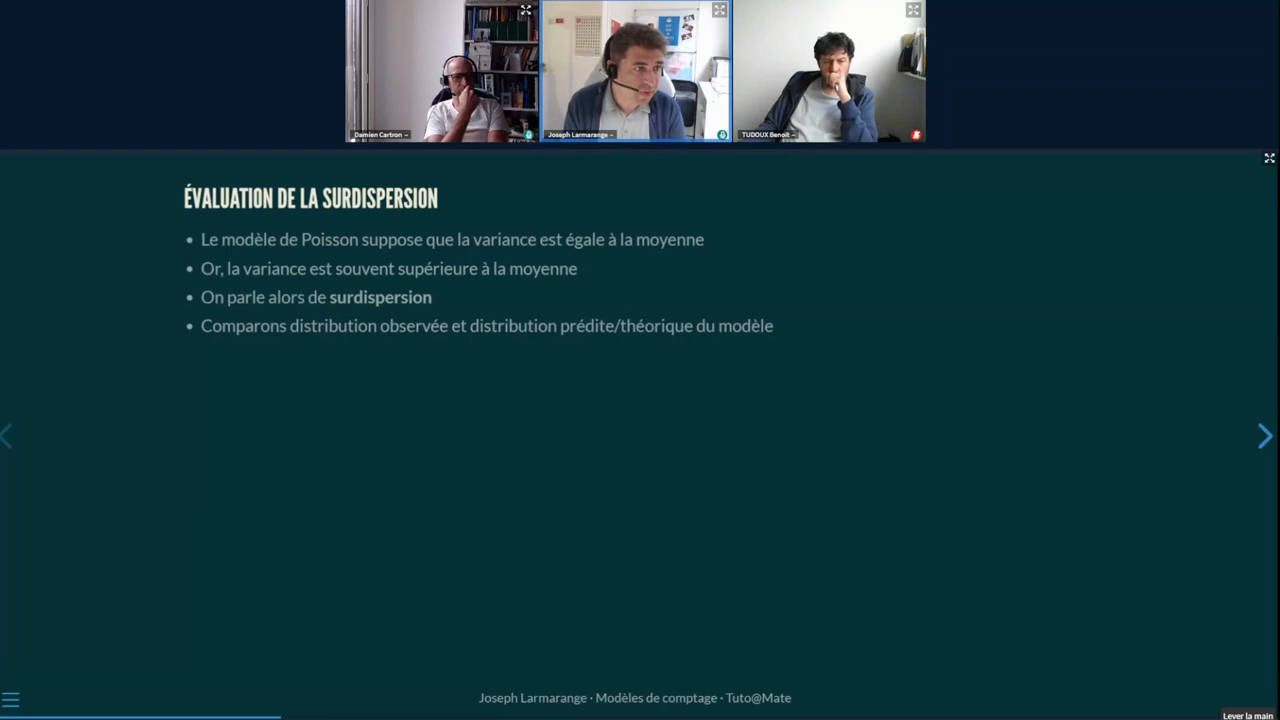 Damien Cartron –
Joseph Larmarange –
TUDOUX Benoit –
ÉVALUATION DE LA SURDISPERSION
• Le modèle de Poisson suppose que la variance est égale à la moyenne
• Or, la variance est souvent supérieure à la moyenne
• On parle alors de surdispersion
• Comparons distribution observée et distribution prédite/théorique du modèle
Joseph Larmarange · Modèles de comptage · Tuto@Mate
Lever la main